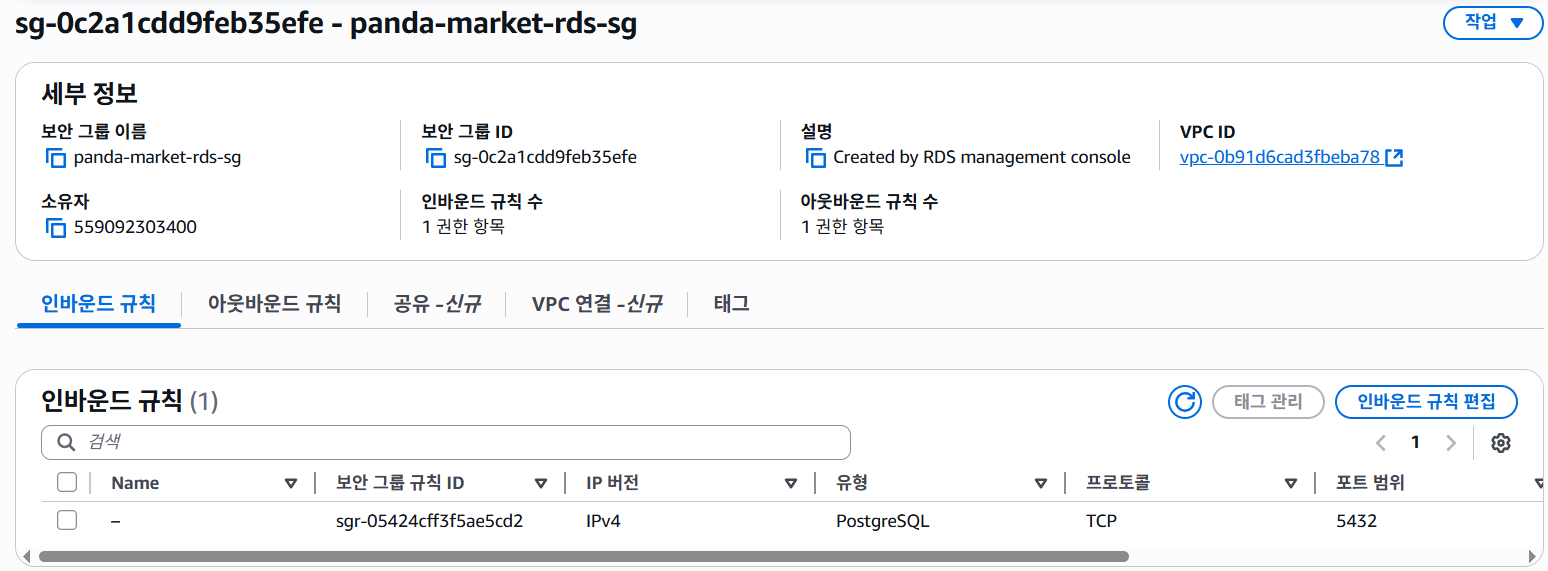 sg-0c2a1cdd9feb35efe - panda-market-rds-sg
작업
세부 정보
보안 그룹 이름
panda-market-rds-sg
보안 그룹 ID
sg-0c2a1cdd9feb35efe
설명
Created by RDS management console
VPC ID
vpc-0b91d6cad3fbeba78
소유자
559092303400
인바운드 규칙 수
1 권한 항목
아웃바운드 규칙 수
1 권한 항목
인바운드 규칙 아웃바운드 규칙 공유 -신규 VPC 연결 -신규 태그
인바운드 규칙 (1)
태그 관리
인바운드 규칙 편집
검색
1
Name 보안 그룹 규칙 ID IP 버전 유형 프로토콜 포트 범위
– sgr-05424cff3f5ae5cd2 IPv4 PostgreSQL TCP 5432